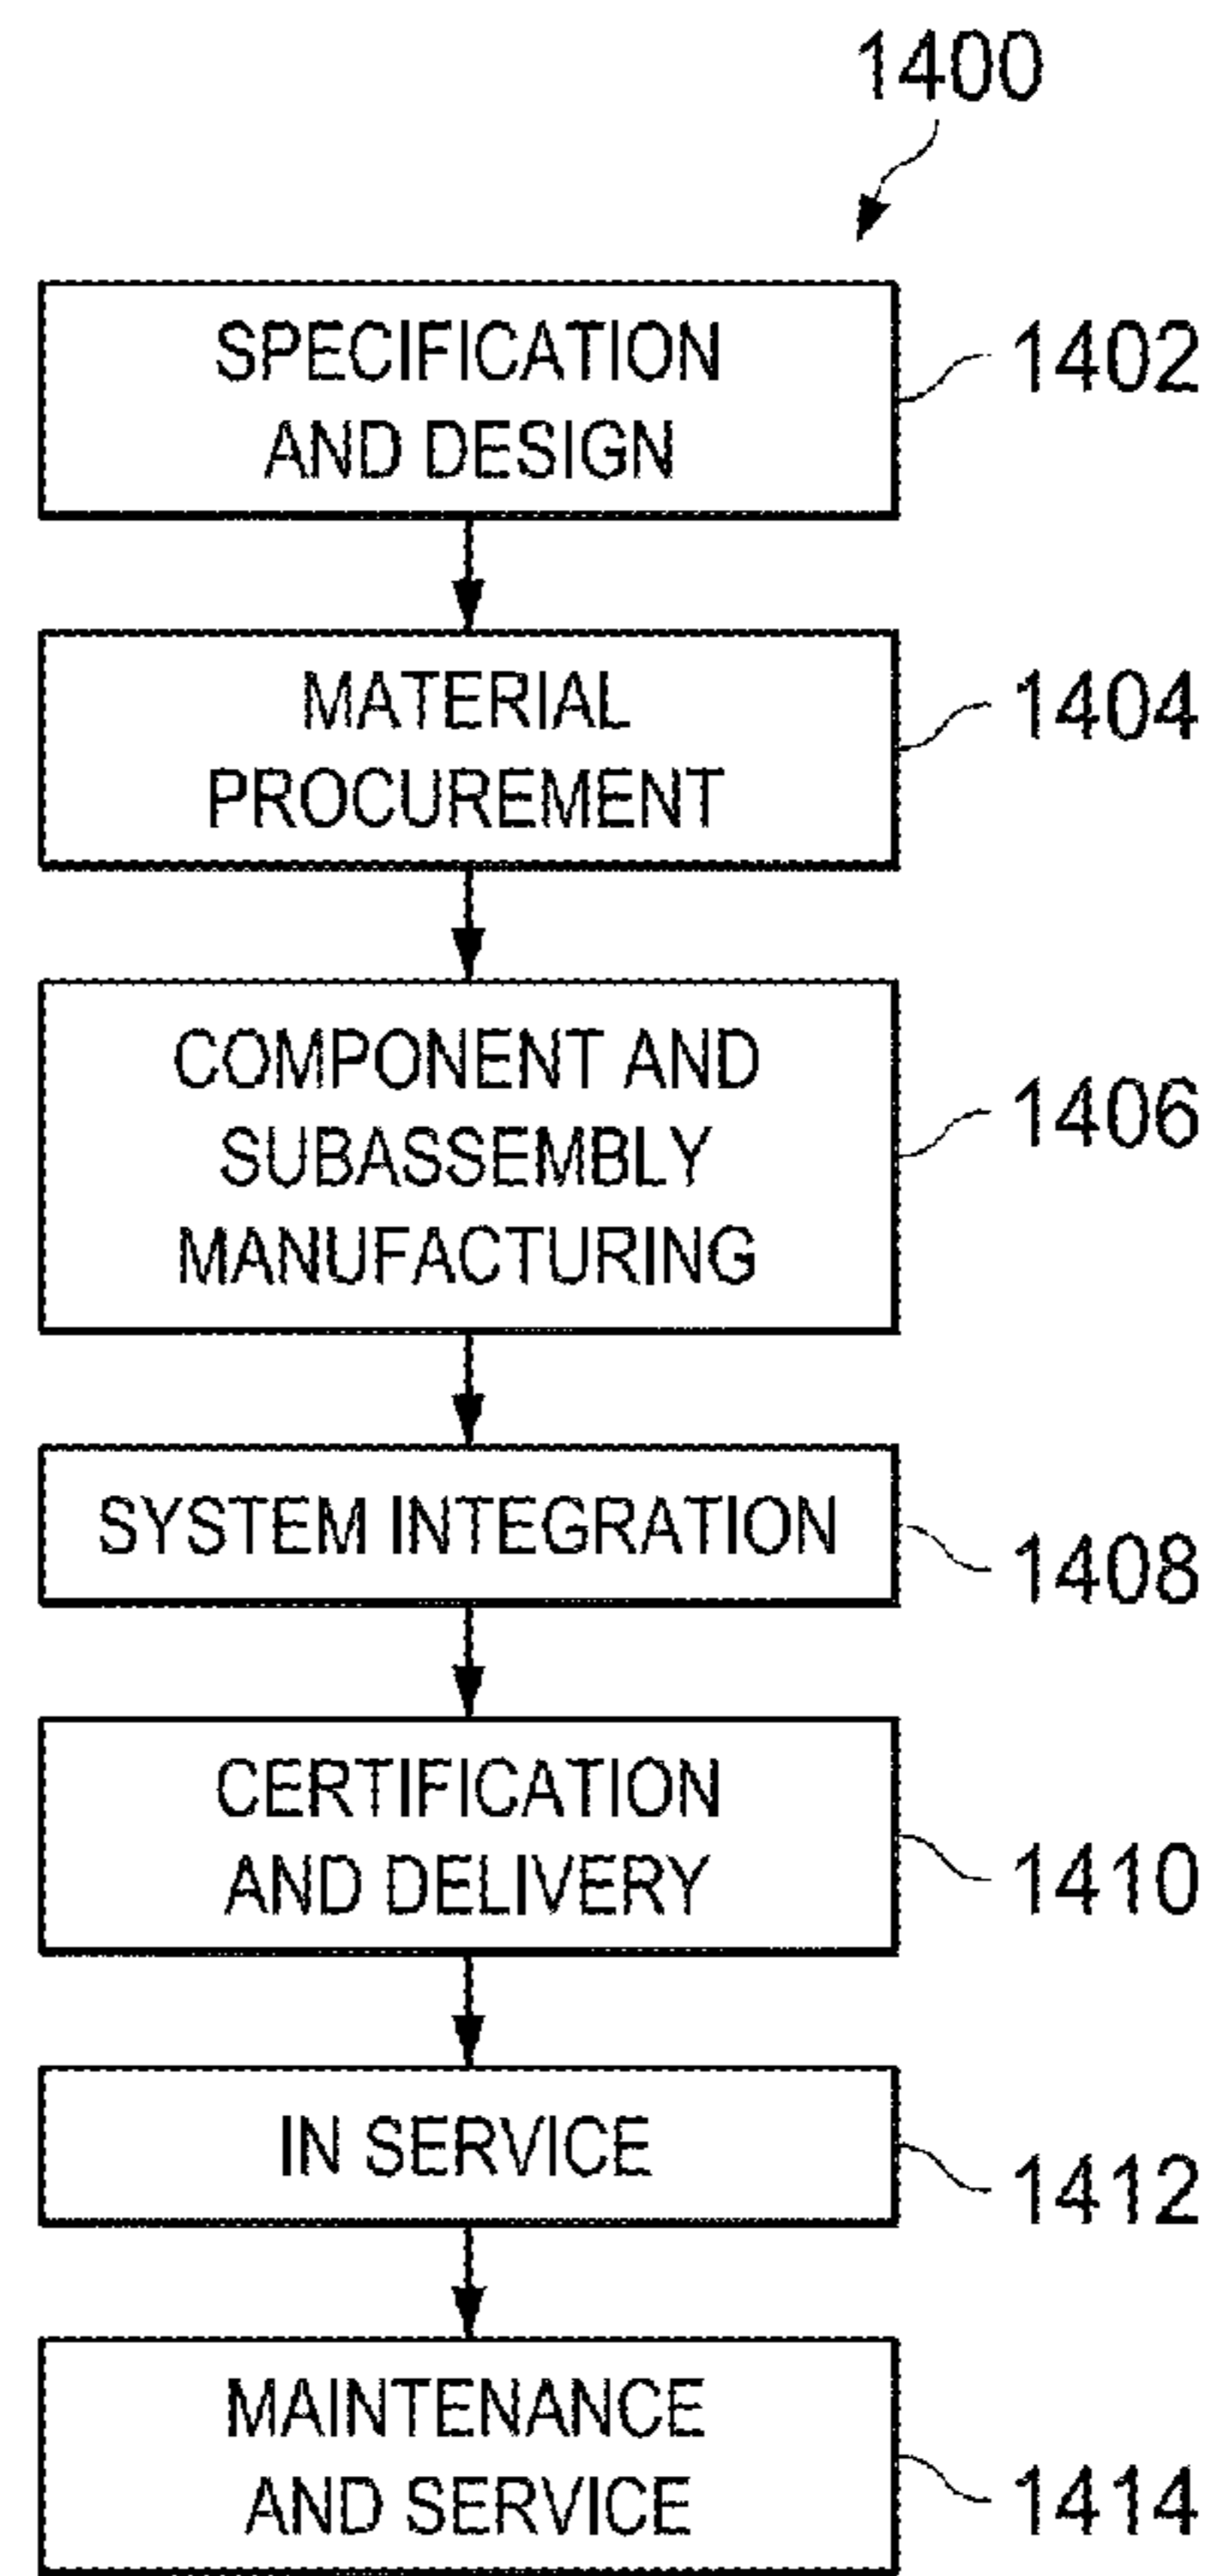 1400
SPECIFICATION
AND DESIGN
1402
MATERIAL
PROCUREMENT
1404
COMPONENT AND
SUBASSEMBLY
MANUFACTURING
1406
SYSTEM INTEGRATION
1408
CERTIFICATION
AND DELIVERY
1410
IN SERVICE
1412
MAINTENANCE
AND SERVICE
1414